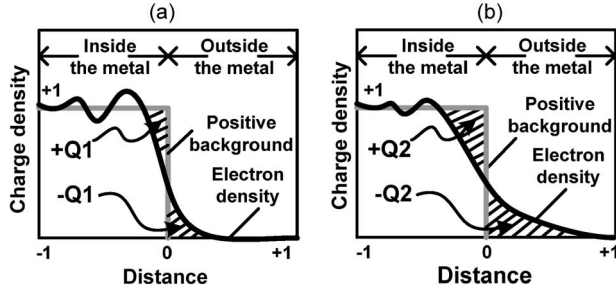 (a)
Inside
the metal
Outside
the metal
Charge density
+1
+Q1
-Q1
Positive
background
Electron
density
-1
0
+1
Distance
(b)
Inside
the metal
Outside
the metal
Charge density
+1
+Q2
-Q2
Positive
background
Electron
density
-1
0
+1
Distance